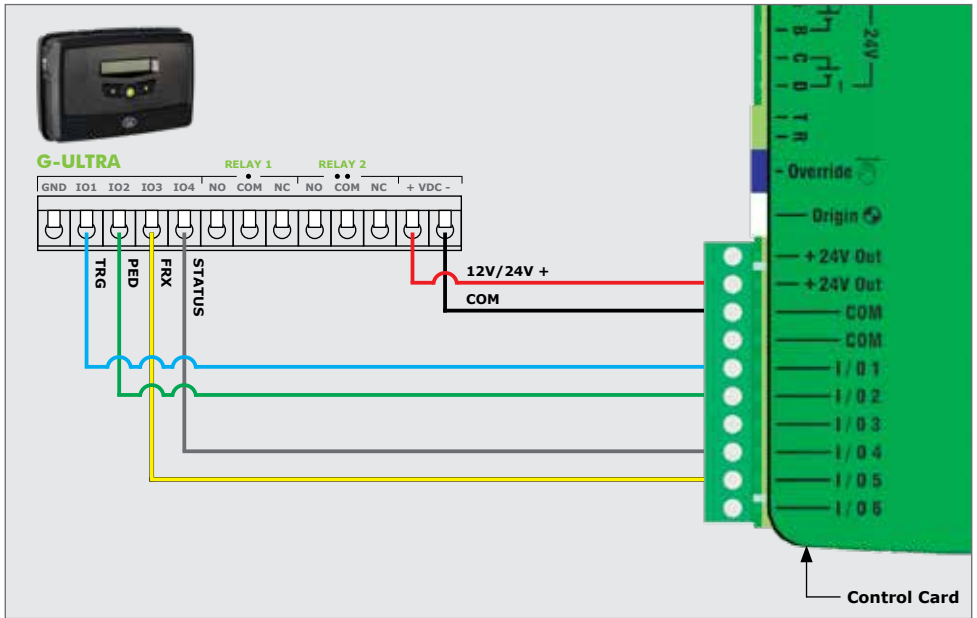 G-ULTRA
RELAY 1
RELAY 2
GND IO1 IO2 IO3 IO4 NO COM NC NO COM NC + VDC -
TRG
PED
FRX
STATUS
12V/24V +
COM
B
C
D
24V
T
R
Override
Origin
+24V Out
+24V Out
COM
COM
I/O 1
I/O 2
I/O 3
I/O 4
I/O 5
I/O 6
Control Card